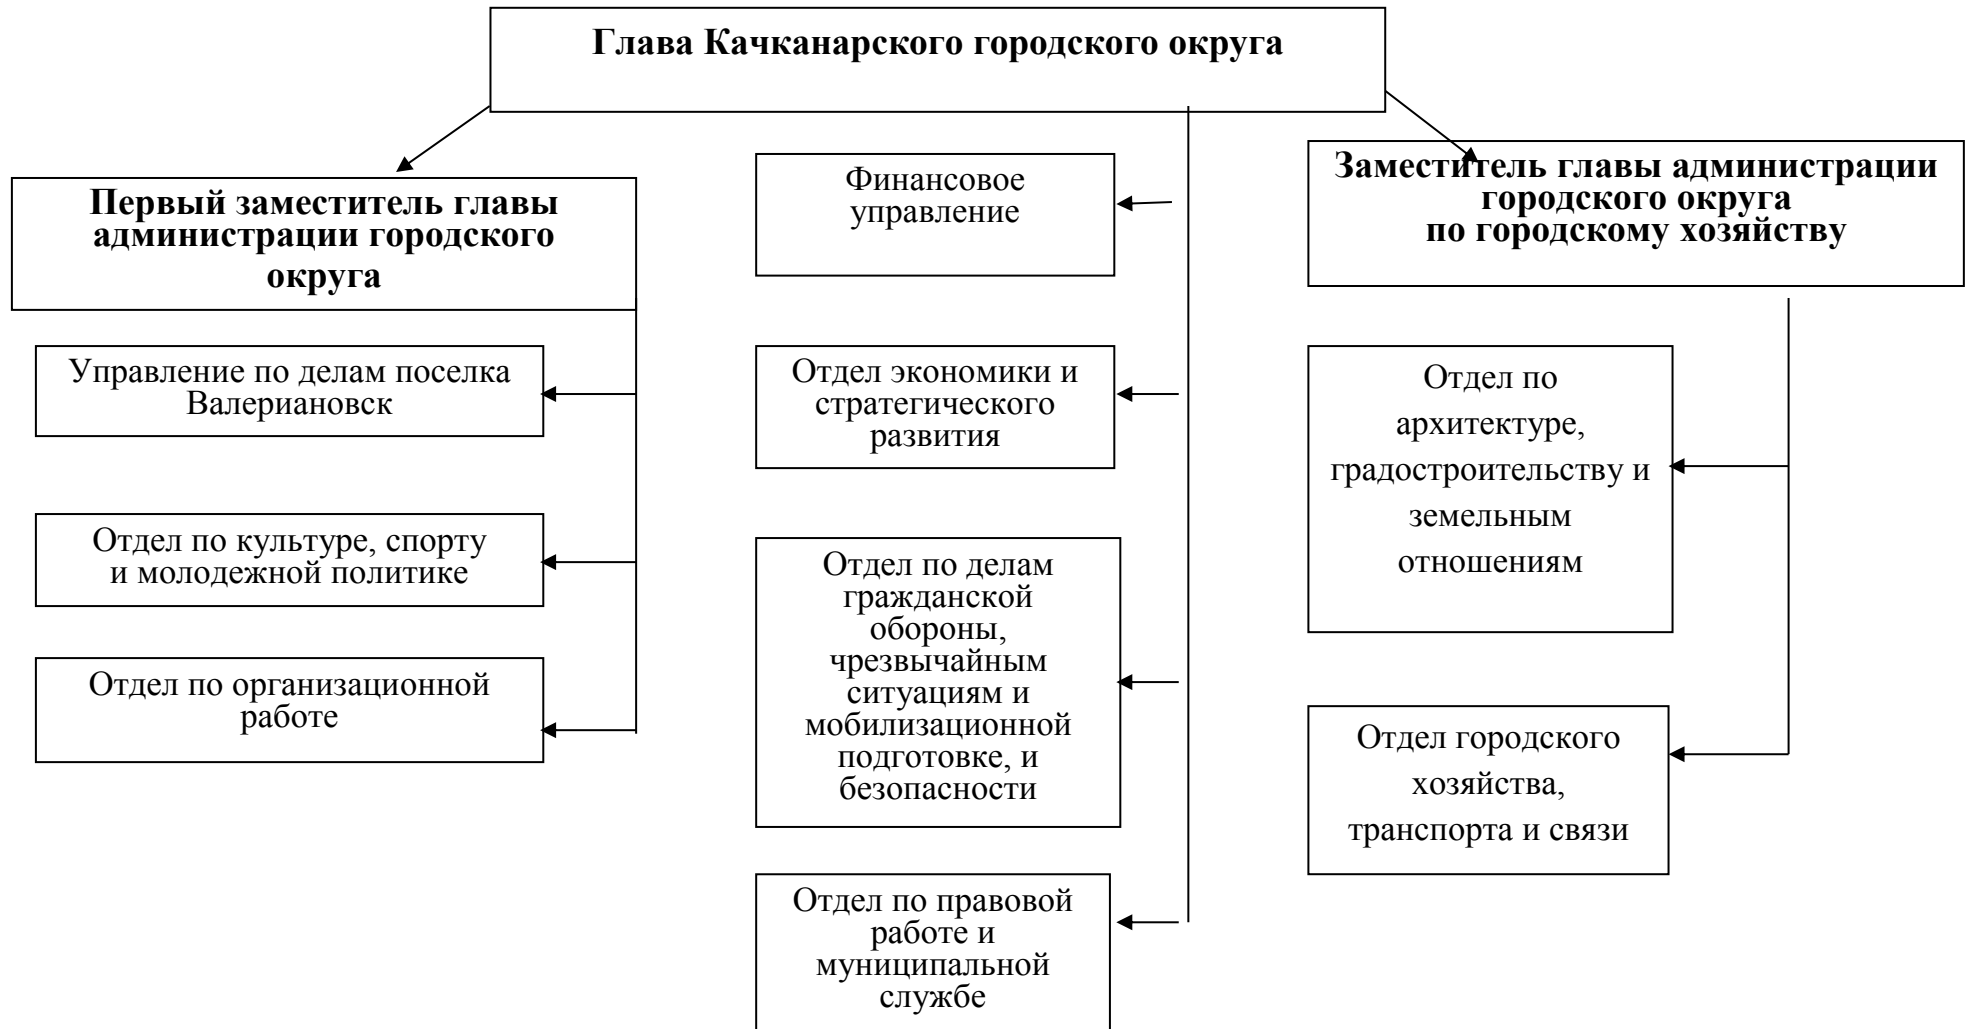 Глава Качканарского городского округа
Первый заместитель главы
администрации городского
округа
Управление по делам поселка
Валериановск
Отдел по культуре, спорту
и молодежной политике
Отдел по организационной
работе
Финансовое
управление
Отдел экономики и
стратегического
развития
Отдел по делам
гражданской
обороны,
чрезвычайным
ситуациям и
мобилизационной
подготовке, и
безопасности
Отдел по правовой
работе и
муниципальной
службе
Заместитель главы администрации
городского округа
по городскому хозяйству
Отдел по
архитектуре,
градостроительству и
земельным
отношениям
Отдел городского
хозяйства,
транспорта и связи